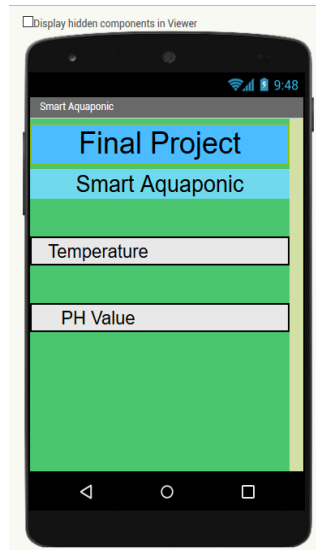 Display hidden components in Viewer
9:48
Smart Aquaponic
Final Project
Smart Aquaponic
Temperature
PH Value